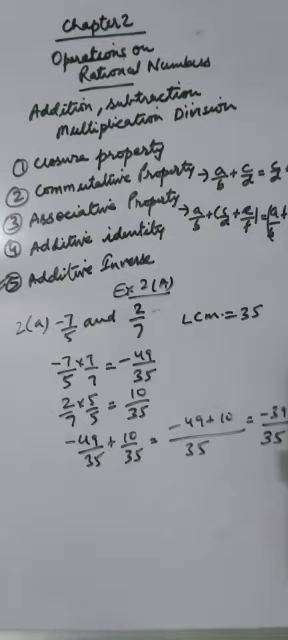 Chapter 2
Operations on
Rational Numbers
Addition, subtraction
Multiplication Division
① Closure property
② Commutative Property → a/b + c/d = c/d +
③ Associative Property → a/b + (c/d + e/f) = (a/b +
④ Additive identity
⑤ Additive Inverse
Ex 2(A)
2(a) -7/5 and 2/7 LCM = 35
-7/5 × 7/7 = -49/35
2/7 × 5/5 = 10/35
-49/35 + 10/35 = -49+10/35 = -39/35